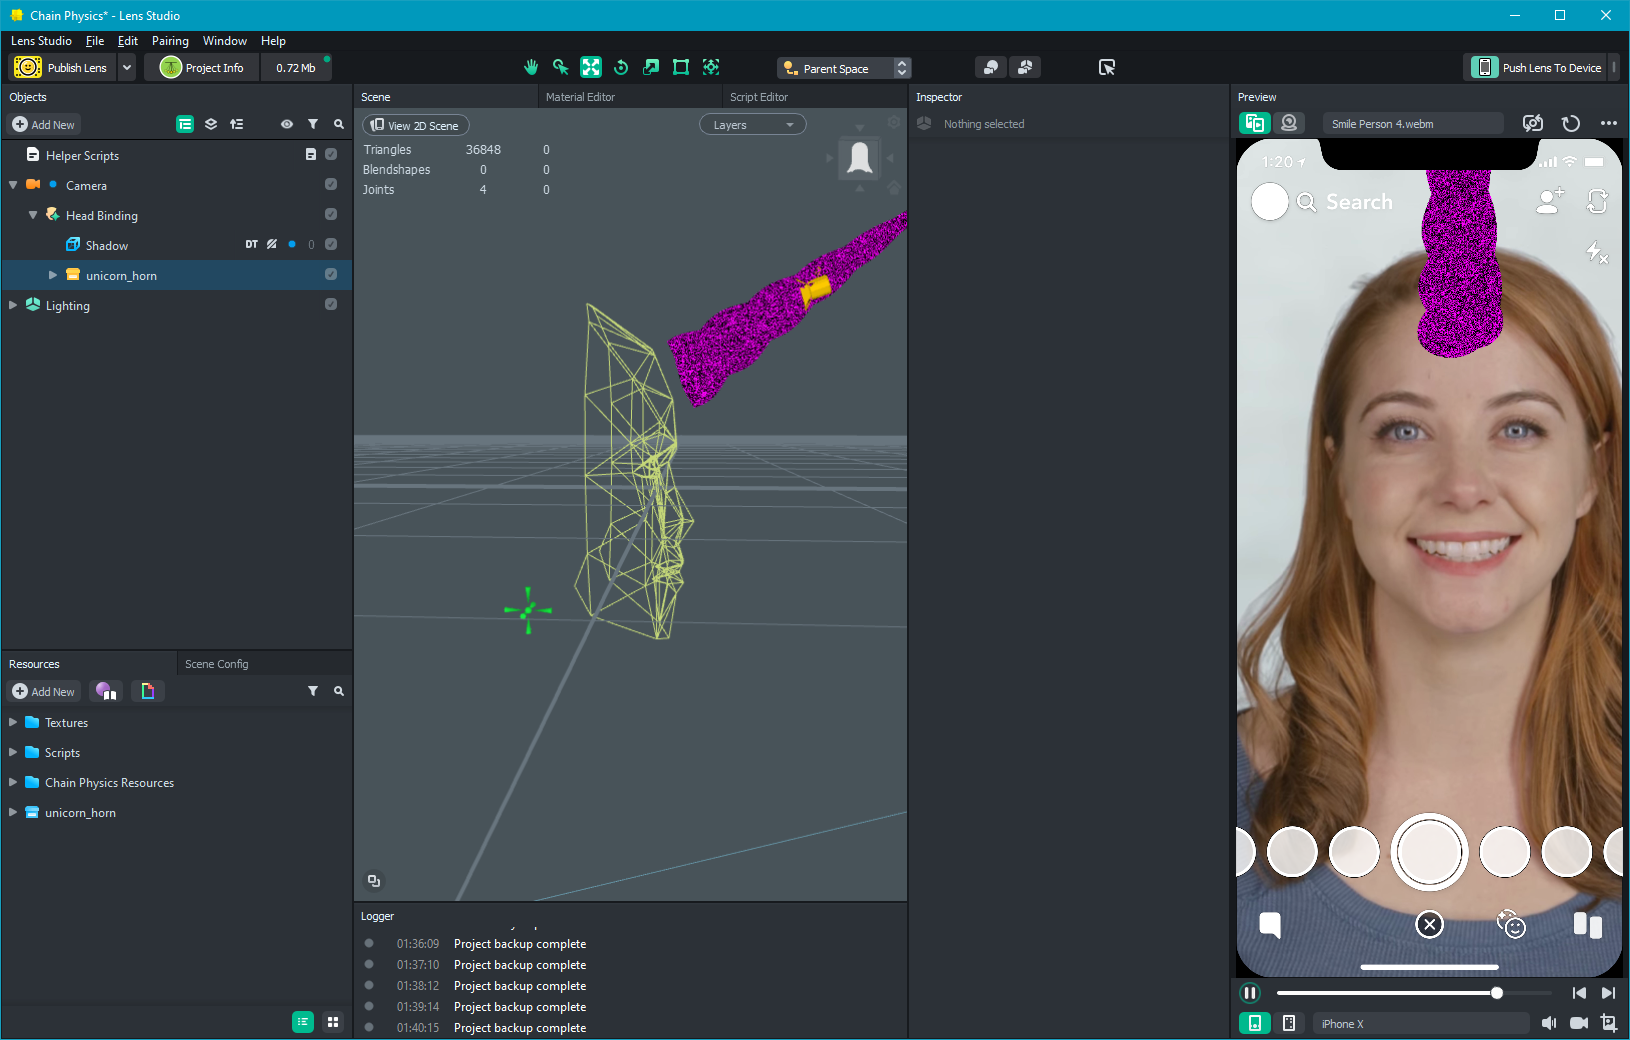 Chain Physics* - Lens Studio
Lens Studio File Edit Pairing Window Help
Publish Lens Project Info 0.72 Mb Parent Space Push Lens To Device
Objects
Add New
Helper Scripts
Camera
Head Binding
Shadow DT 0
unicorn_horn
Lighting
Resources Scene Config
Add New
Textures
Scripts
Chain Physics Resources
unicorn_horn
Scene Material Editor Script Editor
View 2D Scene Layers
Triangles 36848 0
Blendshapes 0 0
Joints 4 0
Logger
01:36:09 Project backup complete
01:37:10 Project backup complete
01:38:12 Project backup complete
01:39:14 Project backup complete
01:40:15 Project backup complete
Inspector
Nothing selected
Preview
Smile Person 4.webm
1:20
Search
iPhone X